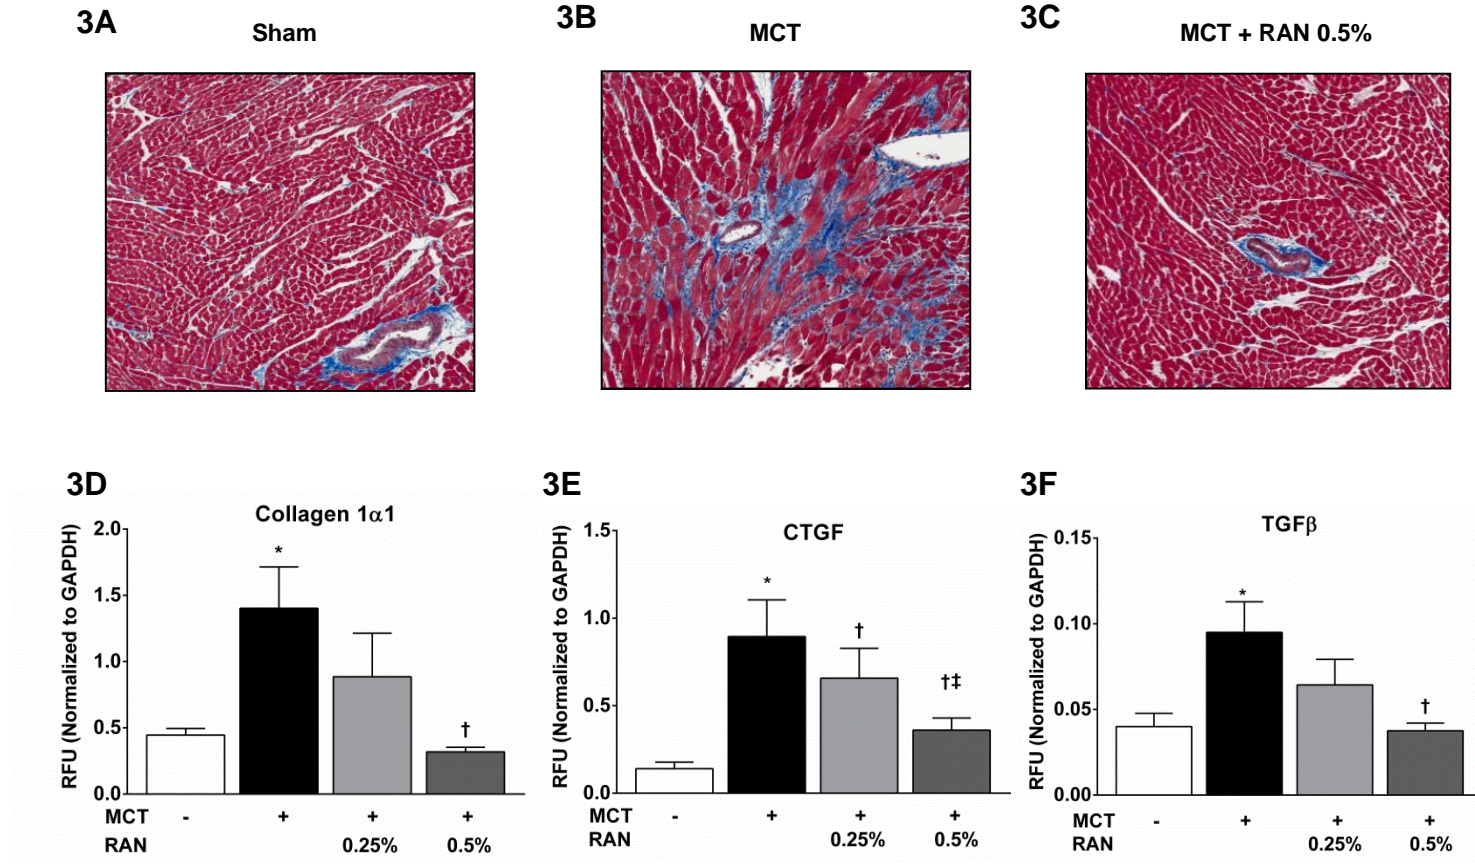 3A
Sham
3B
MCT
3C
MCT + RAN 0.5%
3D
Collagen 1α1
RFU (Normalized to GAPDH)
2.0
1.5
1.0
0.5
0.0
*
†
MCT - + + +
RAN 0.25% 0.5%
3E
CTGF
RFU (Normalized to GAPDH)
1.5
1.0
0.5
0.0
*
†
†‡
MCT - + + +
RAN 0.25% 0.5%
3F
TGFβ
RFU (Normalized to GAPDH)
0.15
0.10
0.05
0.00
*
†
MCT - + + +
RAN 0.25% 0.5%